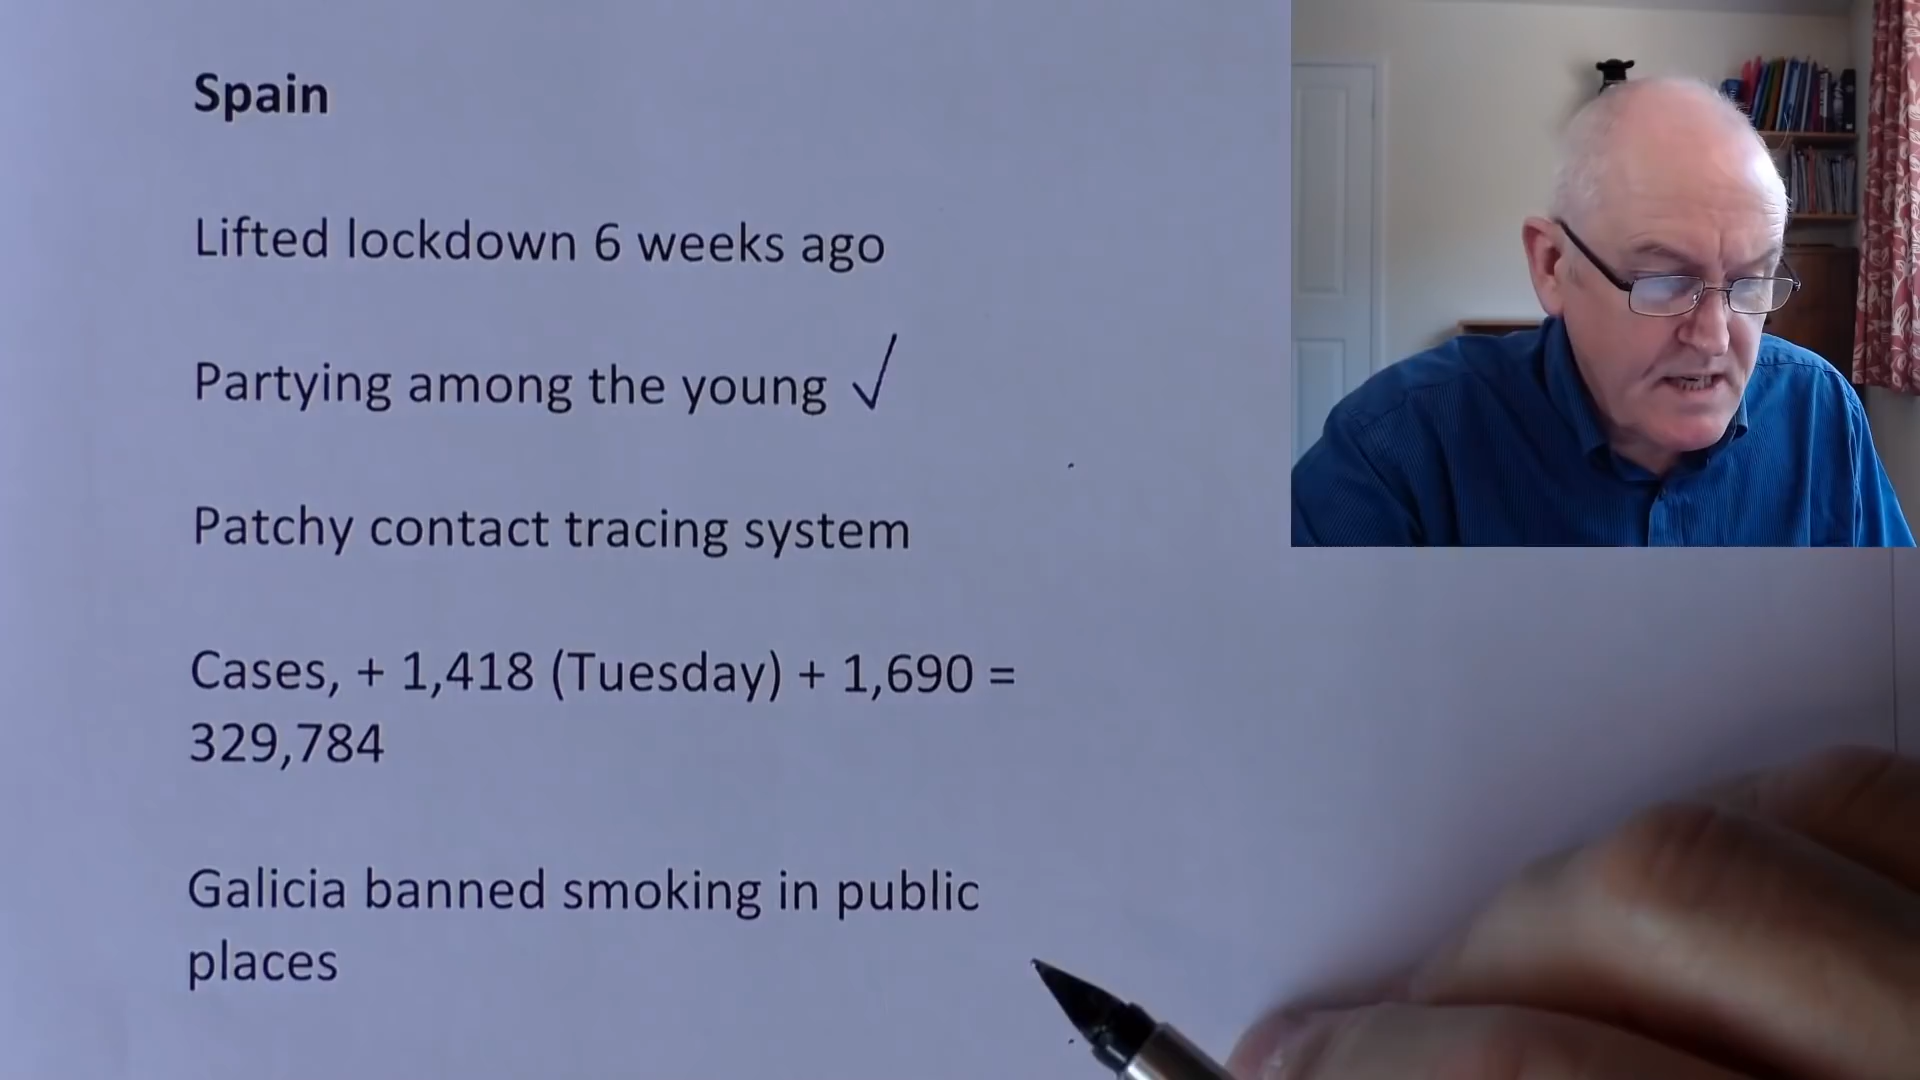 Spain
Lifted lockdown 6 weeks ago
Partying among the young ✓
Patchy contact tracing system
Cases, + 1,418 (Tuesday) + 1,690 =
329,784
Galicia banned smoking in public
places